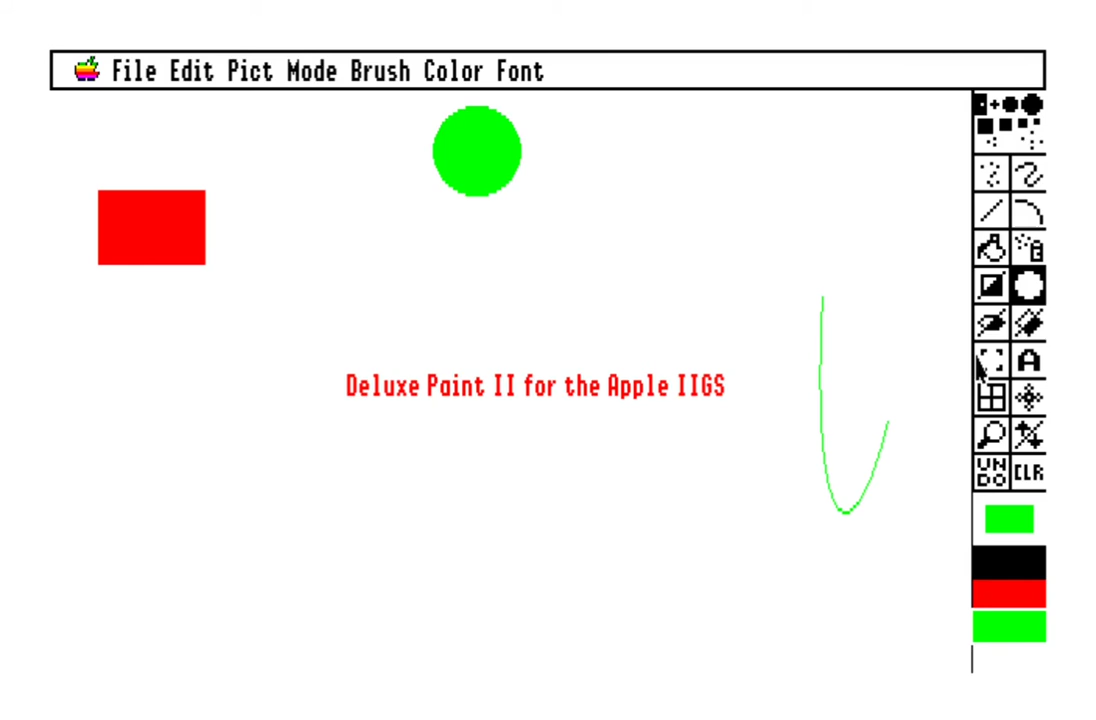 File Edit Pict Mode Brush Color Font
A
UN
DO
CLR
Deluxe Paint II for the Apple IIGS